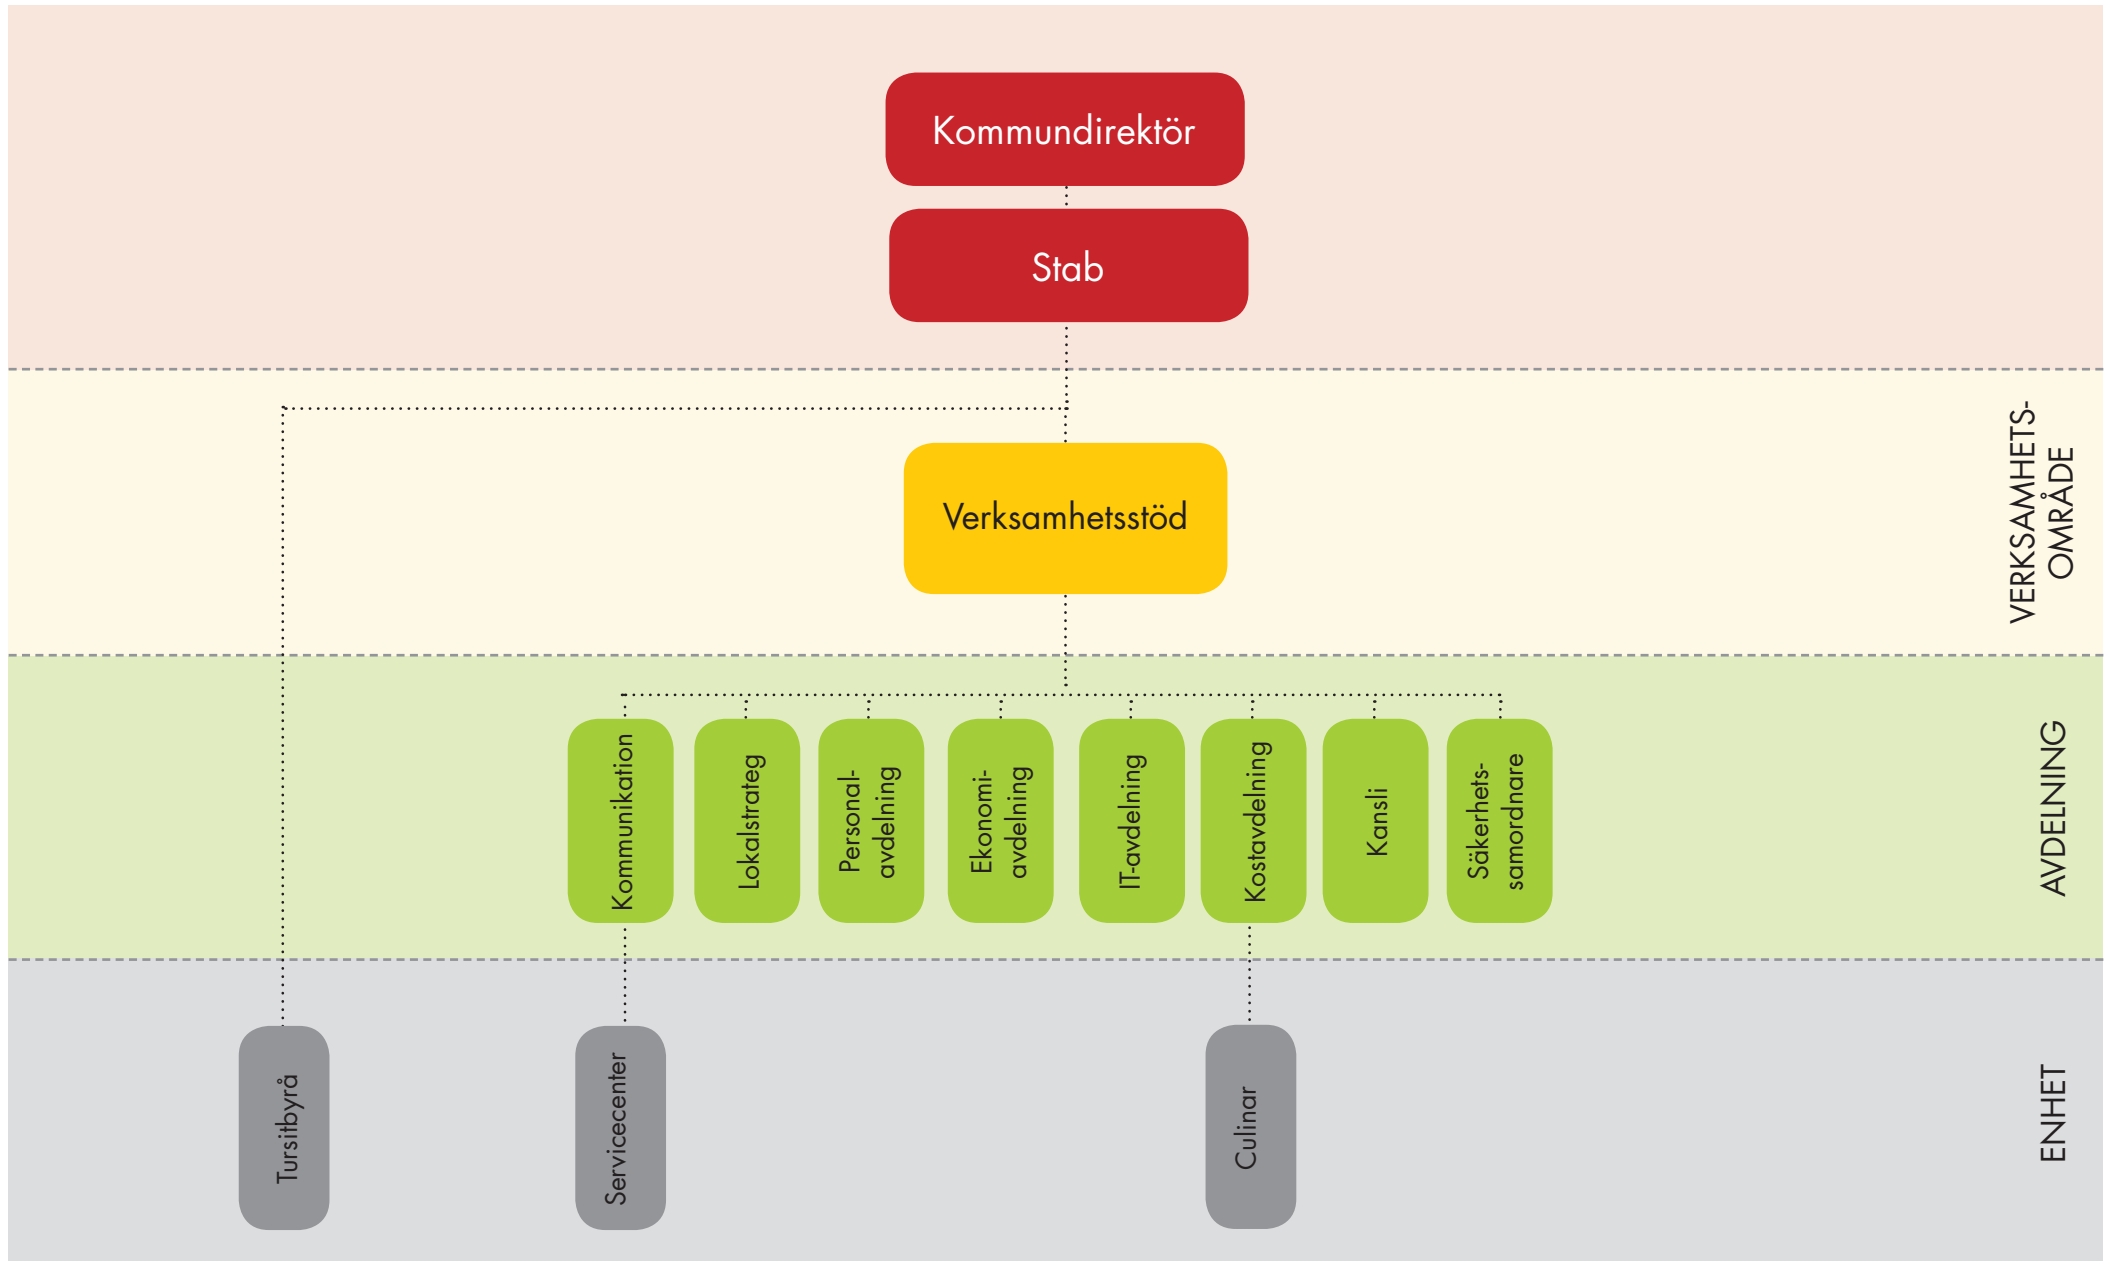 Kommundirektör
Stab
VERKSAMHETS-
OMRÅDE
Verksamhetsstöd
AVDELNING
Kommunikation
Lokalstrateg
Personal-
avdelning
Ekonomi-
avdelning
IT-avdelning
Kostavdelning
Kansli
Säkerhets-
samordnare
ENHET
Tursitbyrå
Servicecenter
Culinar